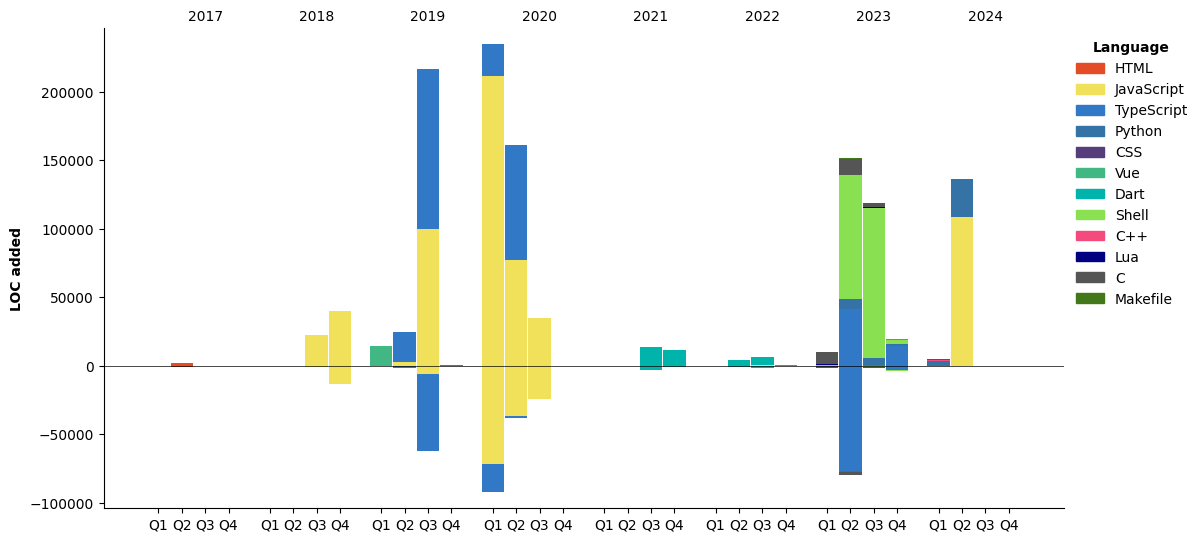 2017 2018 2019 2020 2021 2022 2023 2024
Language
HTML
JavaScript
TypeScript
Python
CSS
Vue
Dart
Shell
C++
Lua
C
Makefile
LOC added
200000
150000
100000
50000
0
−50000
−100000
Q1 Q2 Q3 Q4 Q1 Q2 Q3 Q4 Q1 Q2 Q3 Q4 Q1 Q2 Q3 Q4 Q1 Q2 Q3 Q4 Q1 Q2 Q3 Q4 Q1 Q2 Q3 Q4 Q1 Q2 Q3 Q4